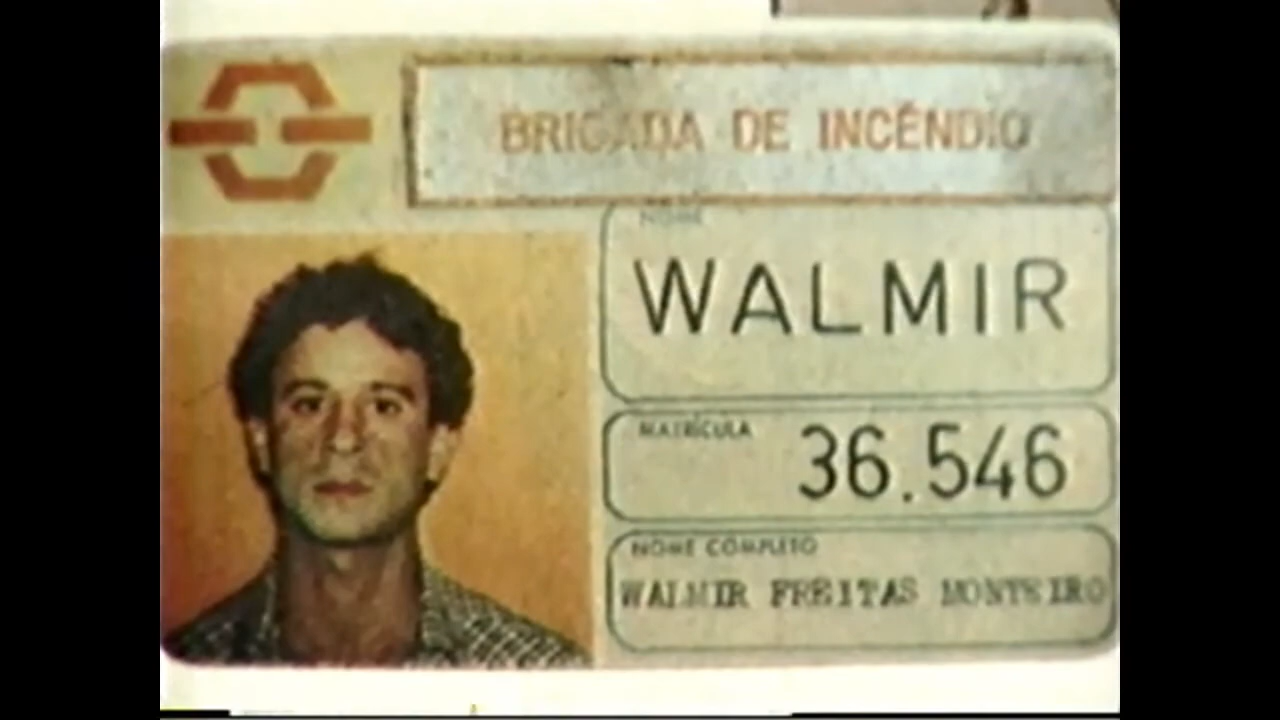 BRIGADA DE INCÊNDIO
NOME
WALMIR
MATRÍCULA
36.546
NOME COMPLETO
WALMIR FREITAS MONTEIRO